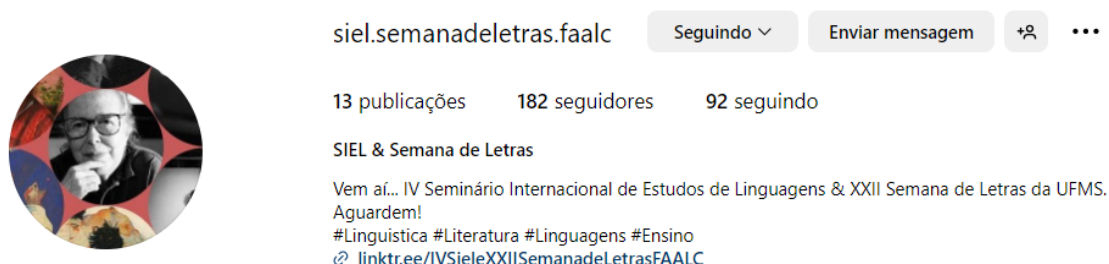 siel.semanadeletras.faalc Seguindo Enviar mensagem
13 publicações 182 seguidores 92 seguindo
SIEL & Semana de Letras
Vem aí... IV Seminário Internacional de Estudos de Linguagens & XXII Semana de Letras da UFMS.
Aguardem!
#Linguistica #Literatura #Linguagens #Ensino
linktr.ee/IVSieleXXIISemanadeLetrasFAALC